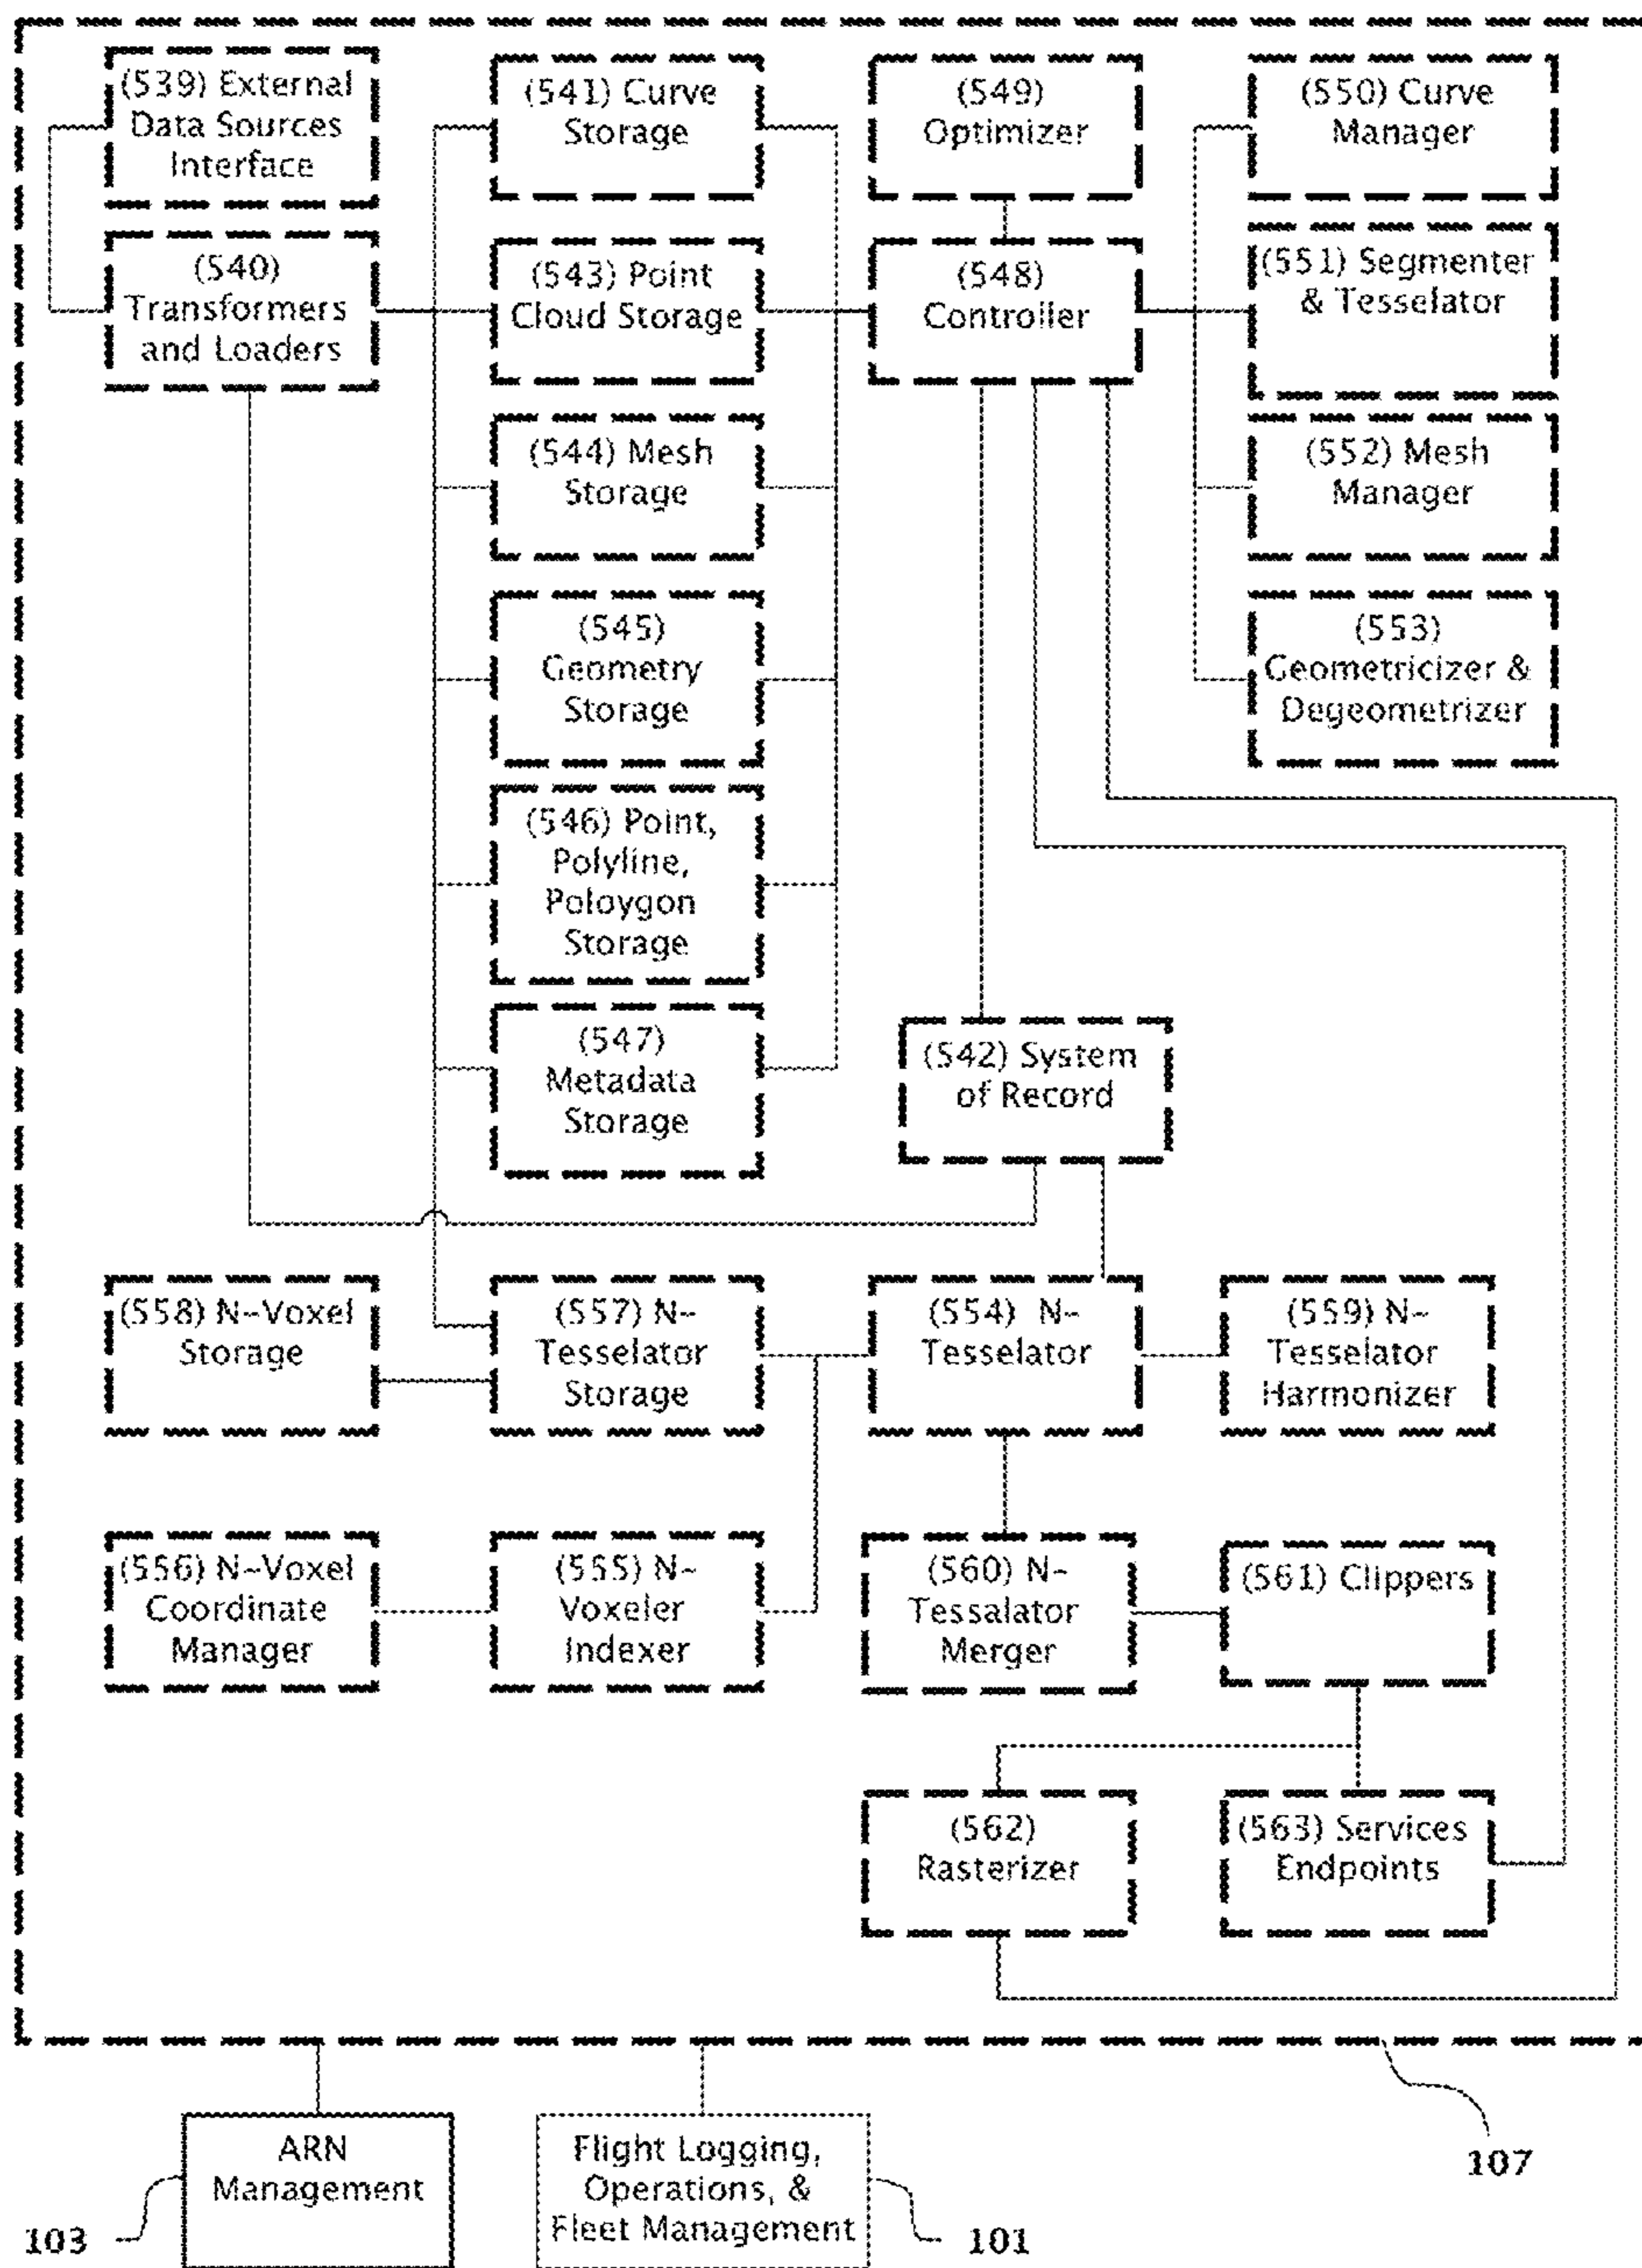 (539) External
Data Sources
Interface
(541) Curve
Storage
(549)
Optimizer
(550) Curve
Manager
(540)
Transformers
and Loaders
(543) Point
Cloud Storage
(548)
Controller
(551) Segmenter
& Tesselator
(544) Mesh
Storage
(552) Mesh
Manager
(545)
Geometry
Storage
(553)
Geometricizer &
Degeometrizer
(546) Point,
Polyline,
Poloygon
Storage
(547)
Metadata
Storage
(542) System
of Record
(558) N-Voxel
Storage
(557) N-
Tesselator
Storage
(554) N-
Tesselator
(559) N-
Tesselator
Harmonizer
(556) N-Voxel
Coordinate
Manager
(555) N-
Voxeler
Indexer
(560) N-
Tessalator
Merger
(561) Clippers
(562)
Rasterizer
(563) Services
Endpoints
107
ARN
Management
103
Flight Logging,
Operations, &
Fleet Management
101